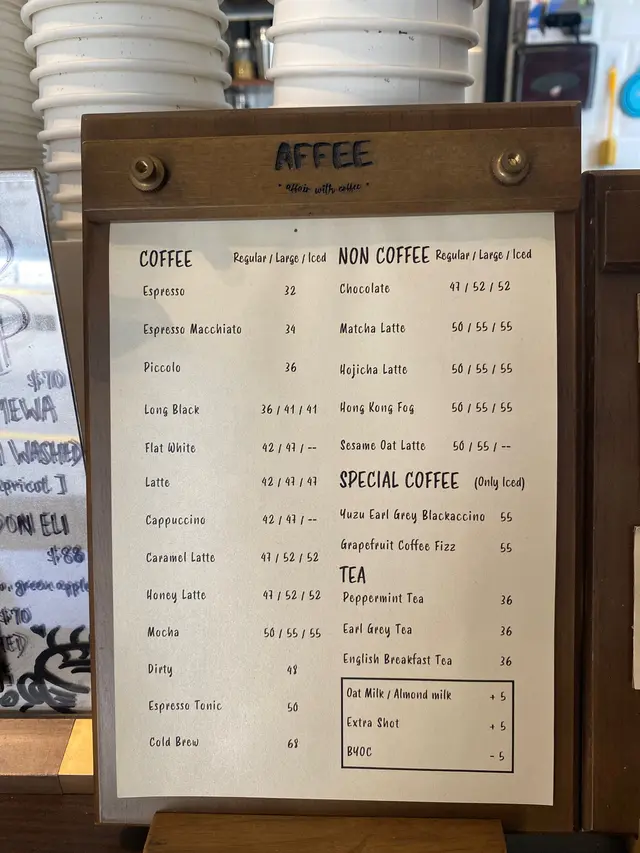 AFFEE
• affair with coffee •
COFFEE Regular / Large / Iced
Espresso 32
Espresso Macchiato 34
Piccolo 36
Long Black 36 / 41 / 41
Flat White 42 / 47 / --
Latte 42 / 47 / 47
Cappuccino 42 / 47 / --
Caramel Latte 47 / 52 / 52
Honey Latte 47 / 52 / 52
Mocha 50 / 55 / 55
Dirty 48
Espresso Tonic 50
Cold Brew 68
NON COFFEE Regular / Large / Iced
Chocolate 47 / 52 / 52
Matcha Latte 50 / 55 / 55
Hojicha Latte 50 / 55 / 55
Hong Kong Fog 50 / 55 / 55
Sesame Oat Latte 50 / 55 / --
SPECIAL COFFEE (Only Iced)
Yuzu Earl Grey Blackaccino 55
Grapefruit Coffee Fizz 55
TEA
Peppermint Tea 36
Earl Grey Tea 36
English Breakfast Tea 36
Oat Milk / Almond milk + 5
Extra Shot + 5
BYOC - 5
$70
WASHED
apricot ]
$88
green apple
$70